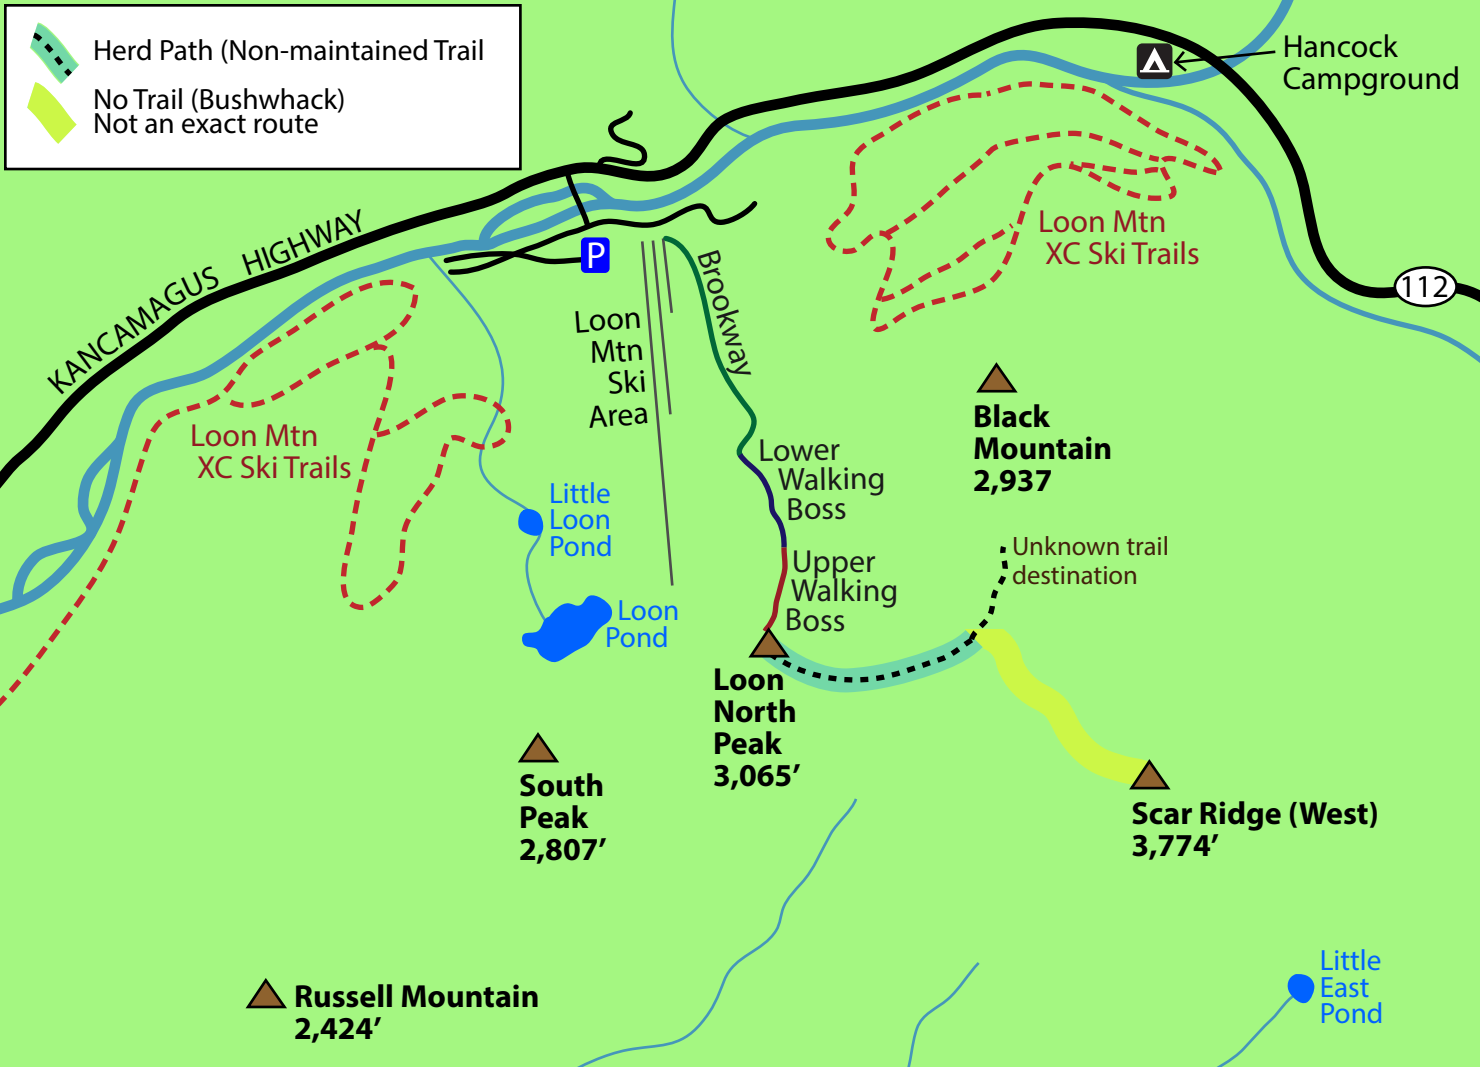 Herd Path (Non-maintained Trail
No Trail (Bushwhack)
Not an exact route
Hancock
Campground
KANCAMAGUS HIGHWAY
P
Brookway
Loon Mtn
XC Ski Trails
112
Loon
Mtn
Ski
Area
Black
Mountain
2,937
Loon Mtn
XC Ski Trails
Lower
Walking
Boss
Little
Loon
Pond
Unknown trail
destination
Upper
Walking
Boss
Loon
Pond
Loon
North
Peak
3,065’
South
Peak
2,807’
Scar Ridge (West)
3,774’
Russell Mountain
2,424’
Little
East
Pond